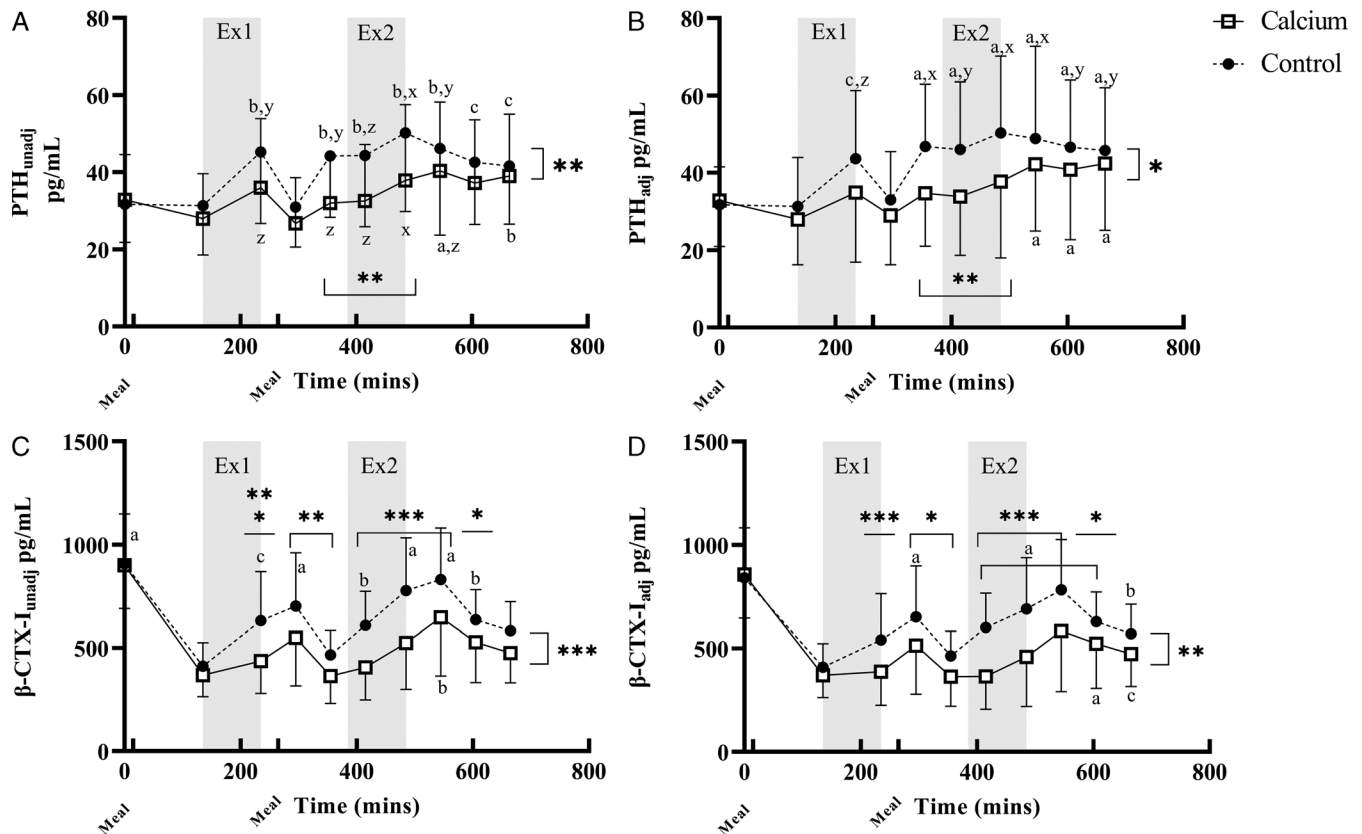 A
B
Calcium
Control
Ex1
Ex2
b,y
b,y
b,z
b,x
b,y
c
c
z
z
z
x
a,z
b
**
**
80
60
40
20
0
PTHunadj
pg/mL
0
200
400
600
800
Meal
Meal
Time (mins)
Ex1
Ex2
c,z
a,x
a,y
a,x
a,x
a,y
a,y
a
a
a
*
**
80
60
40
20
0
PTHadj pg/mL
0
200
400
600
800
Meal
Meal
Time (mins)
C
Ex1
Ex2
**
*
**
***
*
a
c
a
b
a
a
b
b
***
1500
1000
500
0
β-CTX-Iunadj pg/mL
0
200
400
600
800
Meal
Meal
Time (mins)
D
Ex1
Ex2
***
*
***
*
a
a
b
a
c
**
1500
1000
500
0
β-CTX-Iadj pg/mL
0
200
400
600
800
Meal
Meal
Time (mins)